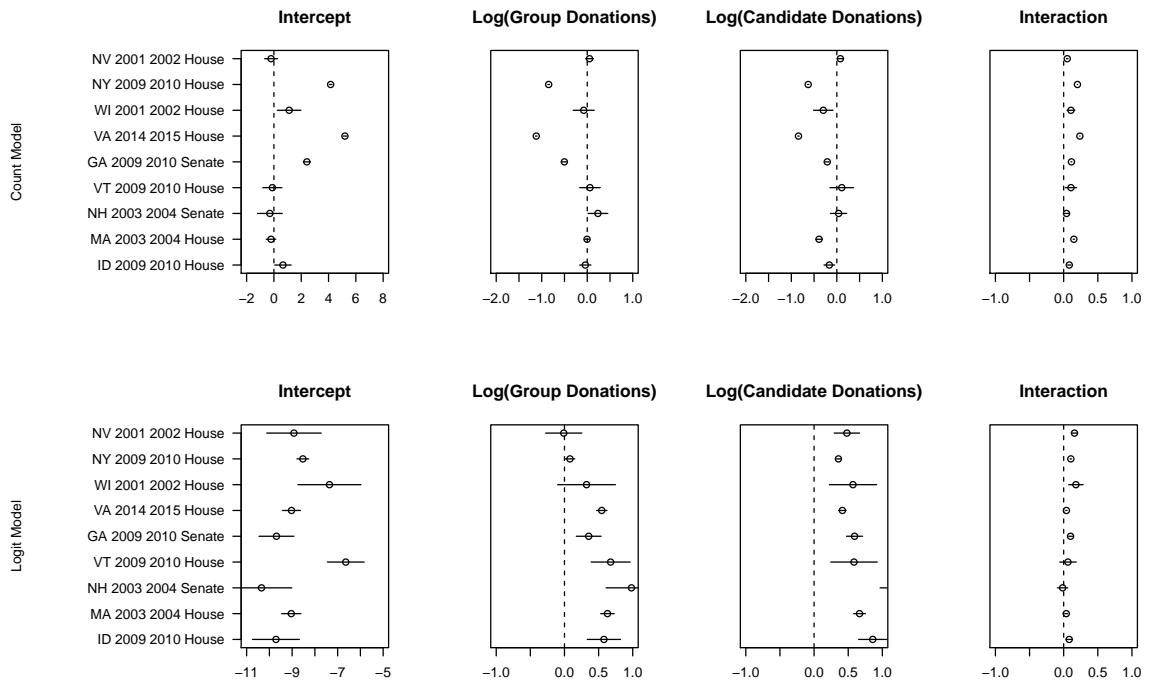 Intercept Log(Group Donations) Log(Candidate Donations) Interaction
Count Model
NV 2001 2002 House
NY 2009 2010 House
WI 2001 2002 House
VA 2014 2015 House
GA 2009 2010 Senate
VT 2009 2010 House
NH 2003 2004 Senate
MA 2003 2004 House
ID 2009 2010 House
−2 0 2 4 6 8 −2.0 −1.0 0.0 1.0 −2.0 −1.0 0.0 1.0 −1.0 0.0 0.5 1.0
Intercept Log(Group Donations) Log(Candidate Donations) Interaction
Logit Model
NV 2001 2002 House
NY 2009 2010 House
WI 2001 2002 House
VA 2014 2015 House
GA 2009 2010 Senate
VT 2009 2010 House
NH 2003 2004 Senate
MA 2003 2004 House
ID 2009 2010 House
−11 −9 −7 −5 −1.0 0.0 0.5 1.0 −1.0 0.0 0.5 1.0 −1.0 0.0 0.5 1.0